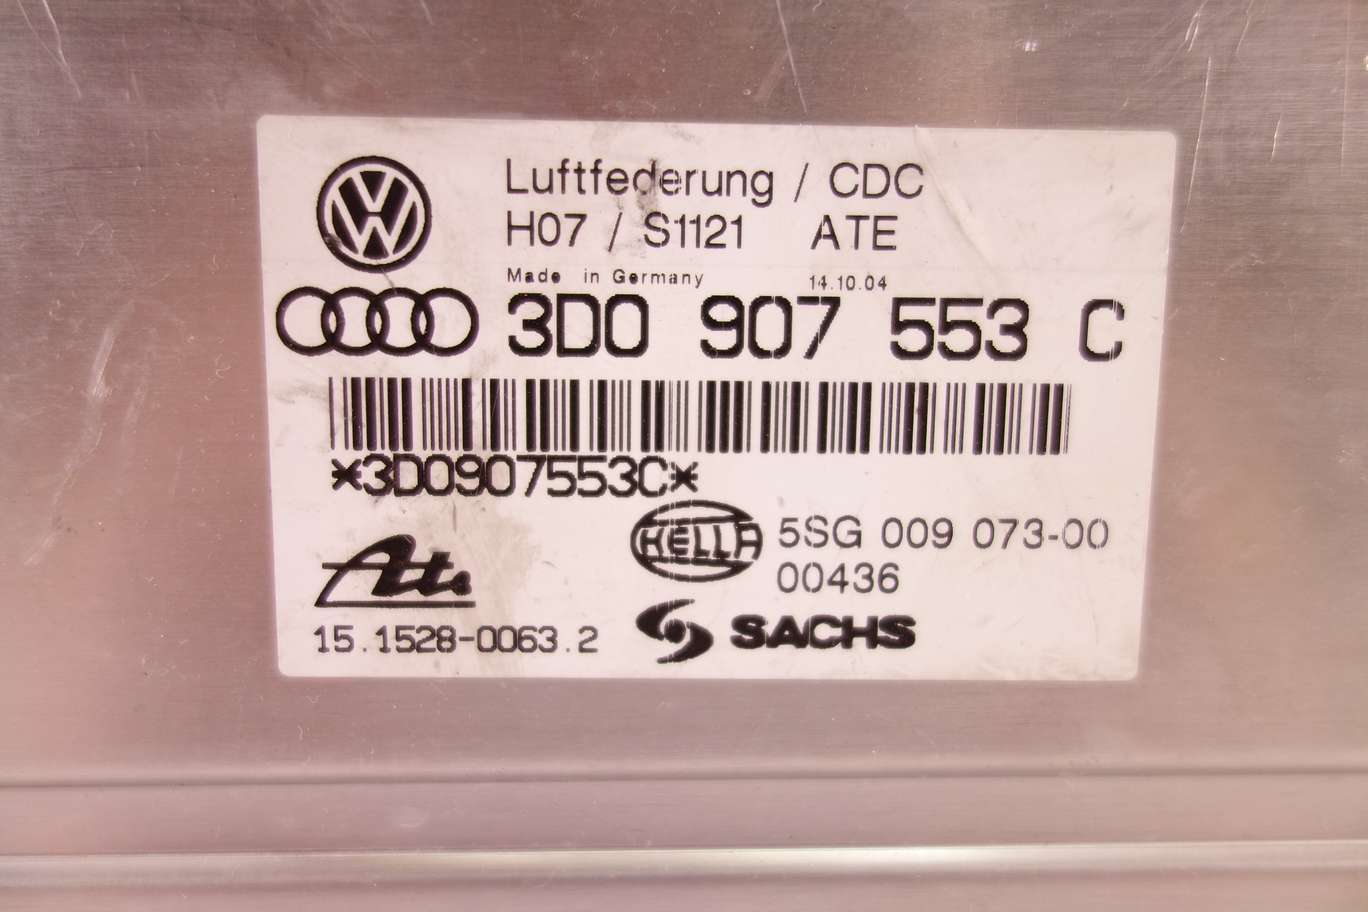 Luftfederung / CDC
H07 / S1121 ATE
Made in Germany 14.10.04
3D0 907 553 C
*3D0907553C*
HELLA 5SG 009 073-00
00436
Ate
15.1528-0063.2
SACHS